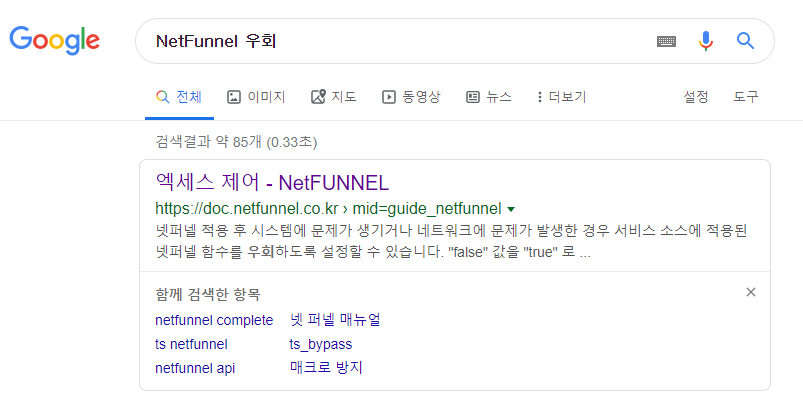 Google
NetFunnel 우회
전체 이미지 지도 동영상 뉴스 더보기 설정 도구
검색결과 약 85개 (0.33초)
엑세스 제어 - NetFUNNEL
https://doc.netfunnel.co.kr › mid=guide_netfunnel
넷퍼넬 적용 후 시스템에 문제가 생기거나 네트워크에 문제가 발생한 경우 서비스 소스에 적용된
넷퍼넬 함수를 우회하도록 설정할 수 있습니다. "false" 값을 "true" 로 ...
함께 검색한 항목
netfunnel complete 넷 퍼넬 매뉴얼
ts netfunnel ts_bypass
netfunnel api 매크로 방지